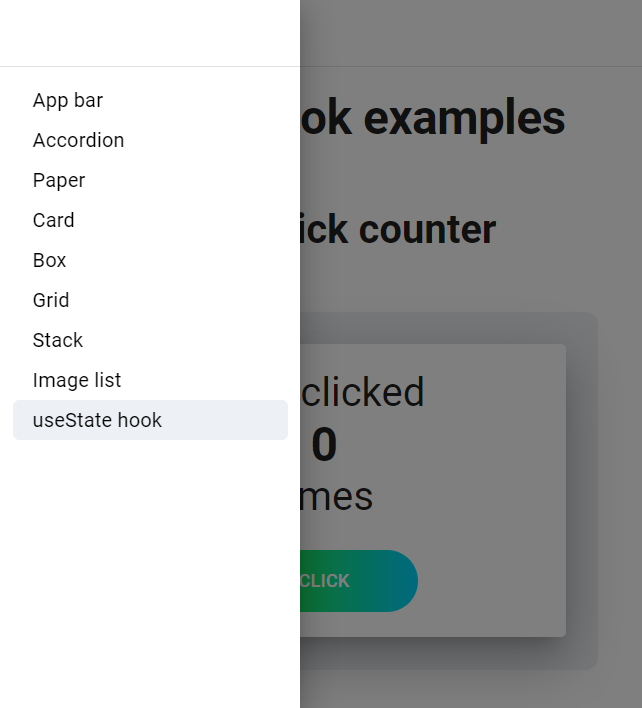 App bar
Accordion
Paper
Card
Box
Grid
Stack
Image list
useState hook
ok examples
ick counter
clicked
0
mes
CLICK